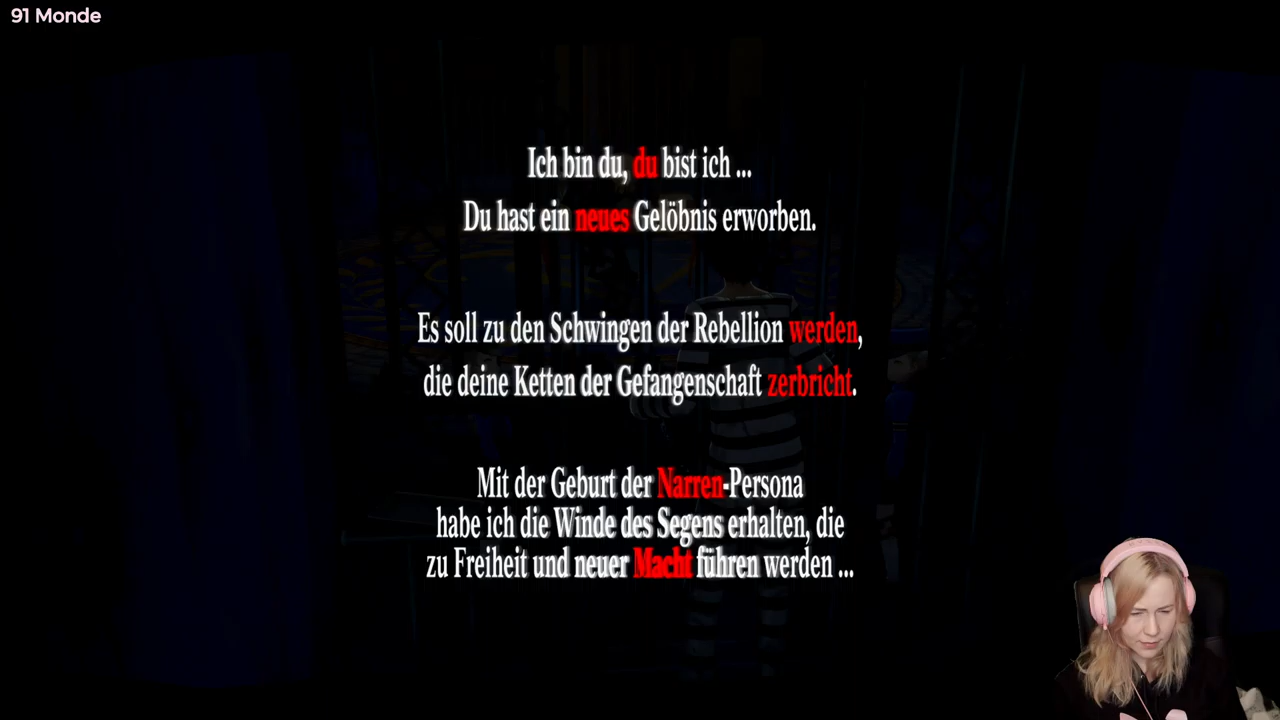 91 Monde
Ich bin du, du bist ich ...
Du hast ein neues Gelöbnis erworben.
Es soll zu den Schwingen der Rebellion werden,
die deine Ketten der Gefangenschaft zerbricht.
Mit der Geburt der Narren-Persona
habe ich die Winde des Segens erhalten, die
zu Freiheit und neuer Macht führen werden ...